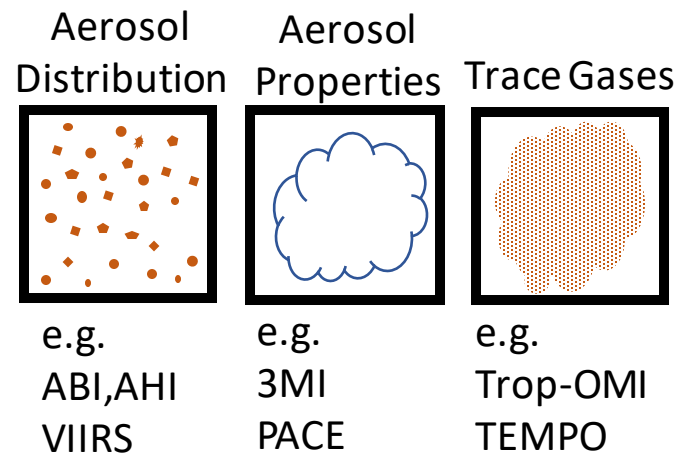 Aerosol
Distribution
Aerosol
Properties
Trace Gases
e.g.
ABI,AHI
VIIRS
e.g.
3MI
PACE
e.g.
Trop-OMI
TEMPO